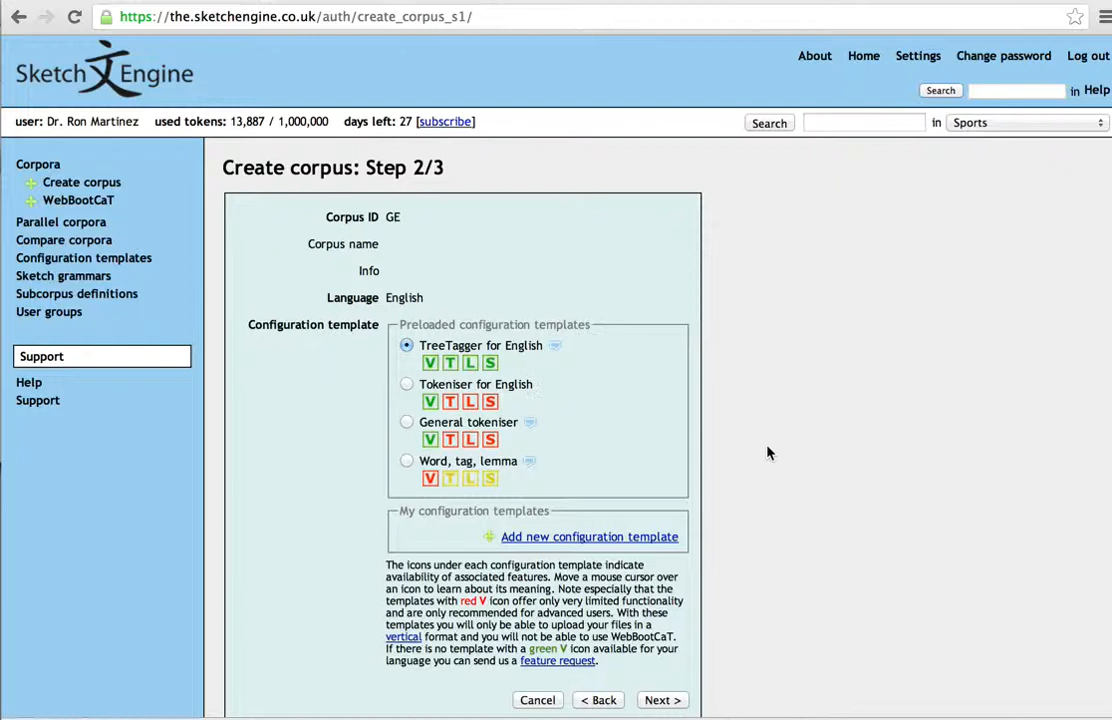 https://the.sketchengine.co.uk/auth/create_corpus_s1/
Sketch 文 Engine
About Home Settings Change password Log out
Search in Help
user: Dr. Ron Martinez used tokens: 13,887 / 1,000,000 days left: 27 [subscribe]
Search in Sports
Corpora
Create corpus
WebBootCaT
Parallel corpora
Compare corpora
Configuration templates
Sketch grammars
Subcorpus definitions
User groups
Support
Help
Support
Create corpus: Step 2/3
Corpus ID GE
Corpus name
Info
Language English
Configuration template
Preloaded configuration templates
TreeTagger for English
V T L S
Tokeniser for English
V T L S
General tokeniser
V T L S
Word, tag, lemma
V T L S
My configuration templates
Add new configuration template
The icons under each configuration template indicate
availability of associated features. Move a mouse cursor over
an icon to learn about its meaning. Note especially that the
templates with red V icon offer only very limited functionality
and are only recommended for advanced users. With these
templates you will only be able to upload your files in a
vertical format and you will not be able to use WebBootCaT.
If there is no template with a green V icon available for your
language you can send us a feature request.
Cancel < Back Next >